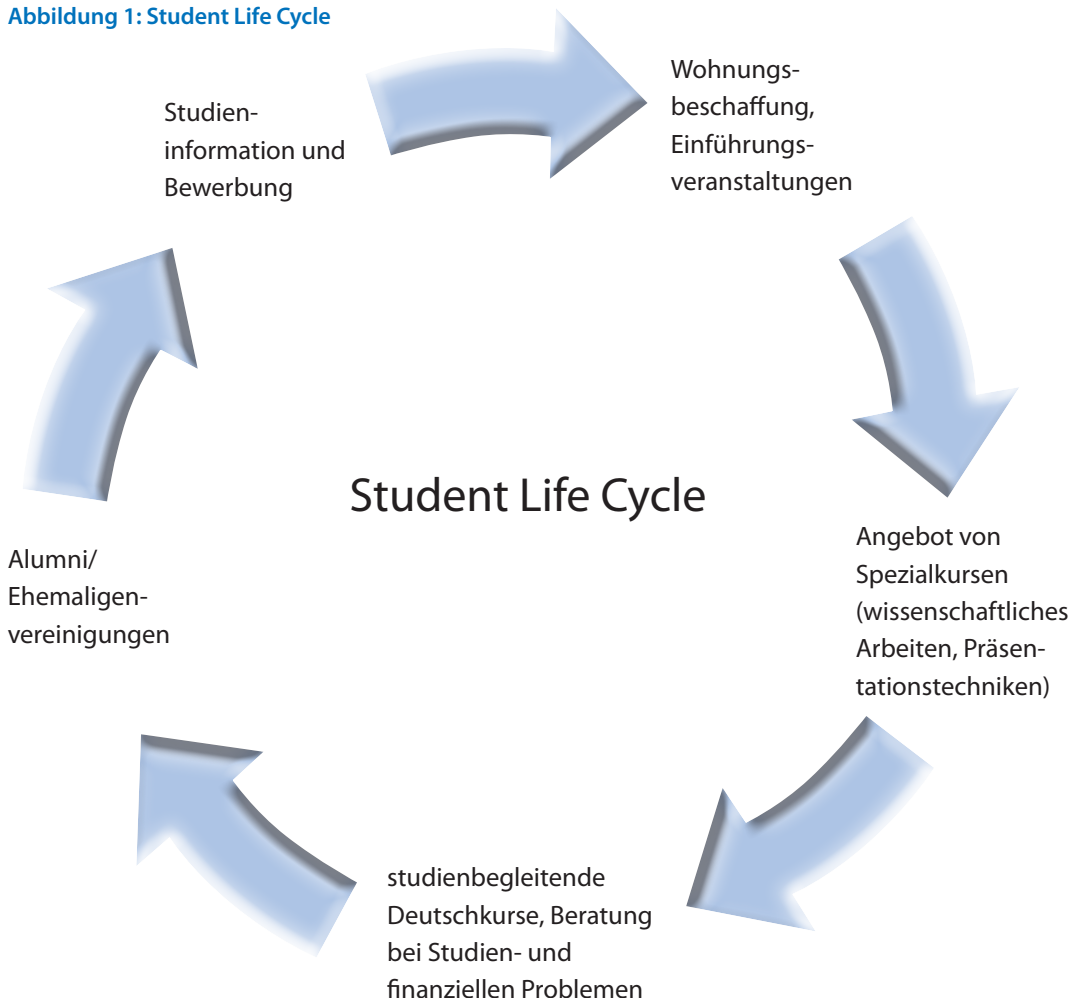 Abbildung 1: Student Life Cycle
Studien-
information und
Bewerbung
Wohnungs-
beschaffung,
Einführungs-
veranstaltungen
Angebot von
Spezialkursen
(wissenschaftliches
Arbeiten, Präsen-
tationstechniken)
studienbegleitende
Deutschkurse, Beratung
bei Studien- und
finanziellen Problemen
Alumni/
Ehemaligen-
vereinigungen
Student Life Cycle